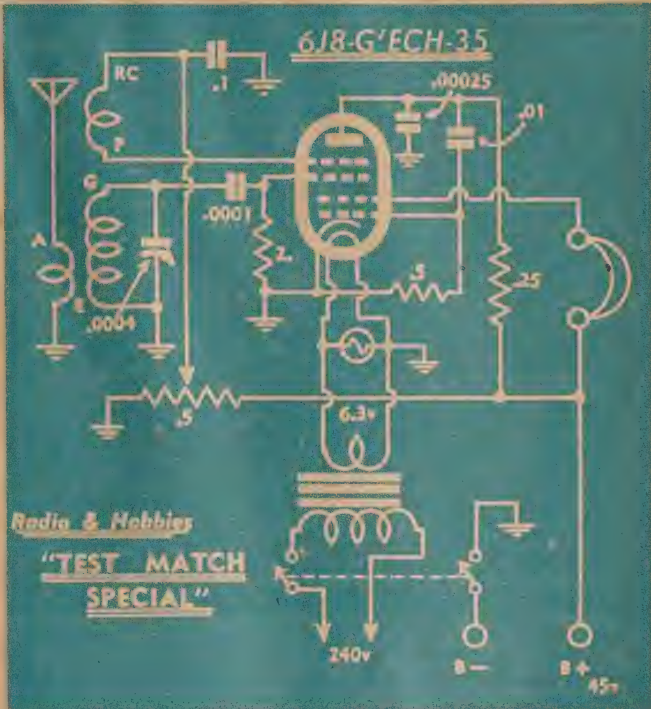 6J8-G'ECH-35
RC
.1
.00025
.01
P
G
.0001
A
2.
.5
.25
E
.0004
.5
6.3v
Radio & Hobbies
"TEST MATCH
SPECIAL"
240v
B –
B +
45v